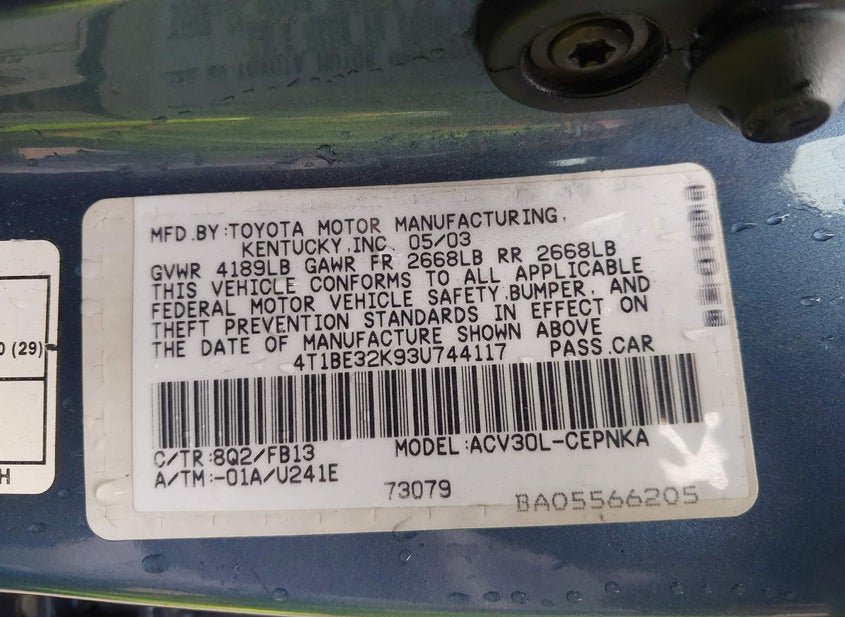 MFD.BY:TOYOTA MOTOR MANUFACTURING,
KENTUCKY,INC. 05/03
GVWR 4189LB GAWR FR 2668LB RR 2668LB
THIS VEHICLE CONFORMS TO ALL APPLICABLE
FEDERAL MOTOR VEHICLE SAFETY,BUMPER, AND
THEFT PREVENTION STANDARDS IN EFFECT ON
THE DATE OF MANUFACTURE SHOWN ABOVE
4T1BE32K93U744117 PASS.CAR
C/TR:8Q2/FB13 MODEL:ACV30L-CEPNKA
A/TM:-01A/U241E
73079 BA05566205
0 (29)
H